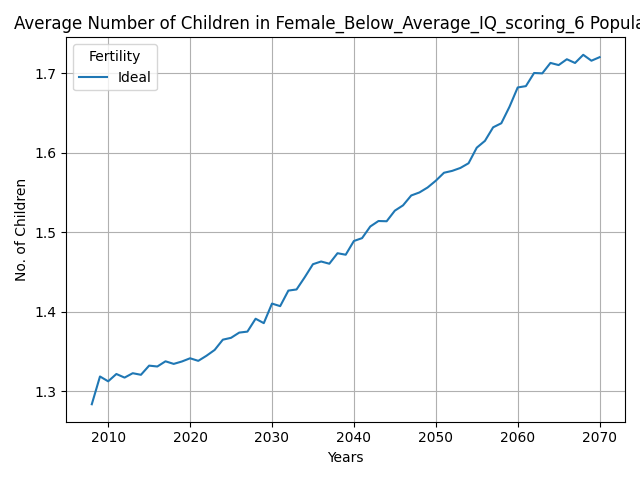 Average Number of Children in Female_Below_Average_IQ_scoring_6 Popula
Fertility
Ideal
No. of Children
1.7
1.6
1.5
1.4
1.3
2010 2020 2030 2040 2050 2060 2070
Years